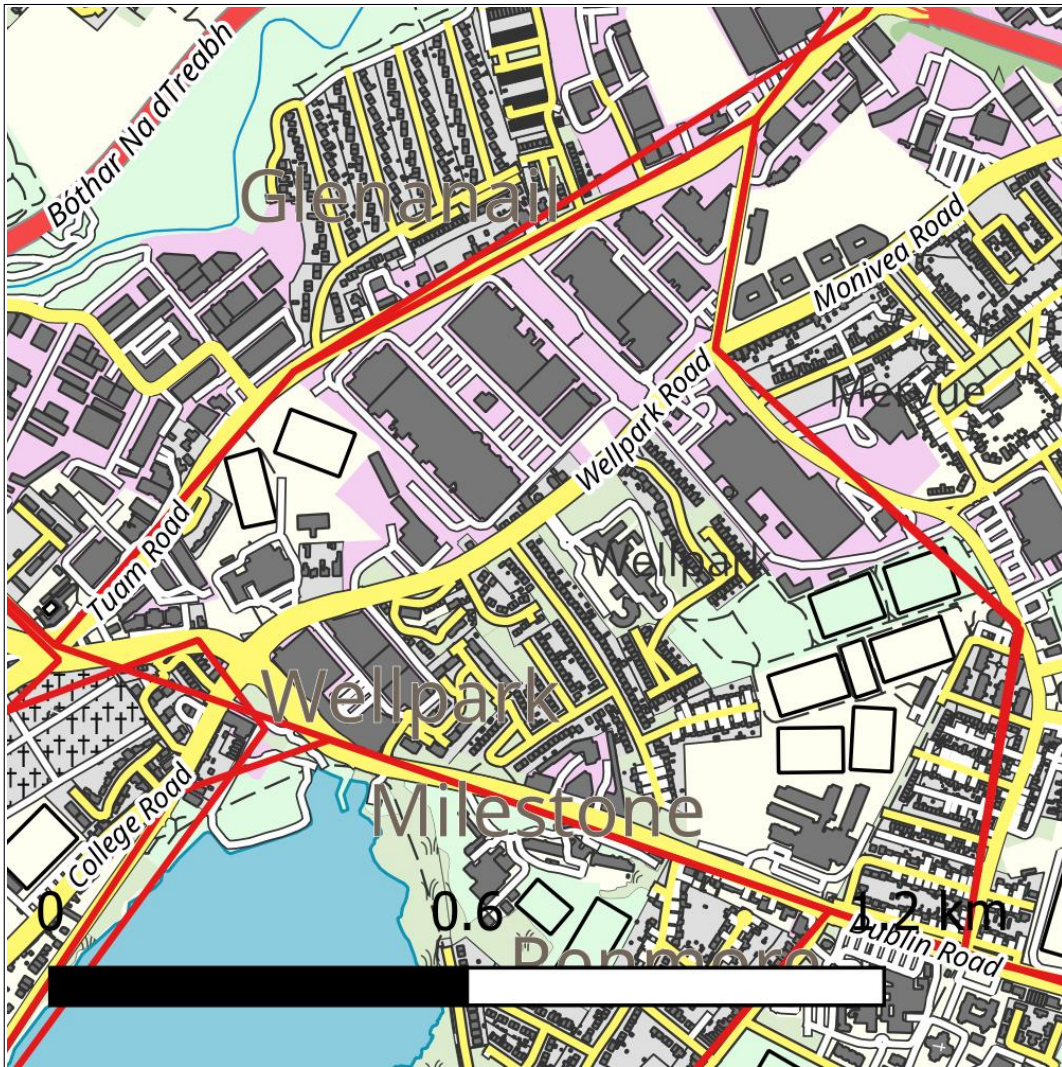 Bóthar Na dTreabh
Glenanail
Monivea Road
Mervue
Wellpark Road
Wellpark
Tuam Road
Wellpark
Milestone
College Road
0
0.6
1.2 km
Dublin Road
Renmore